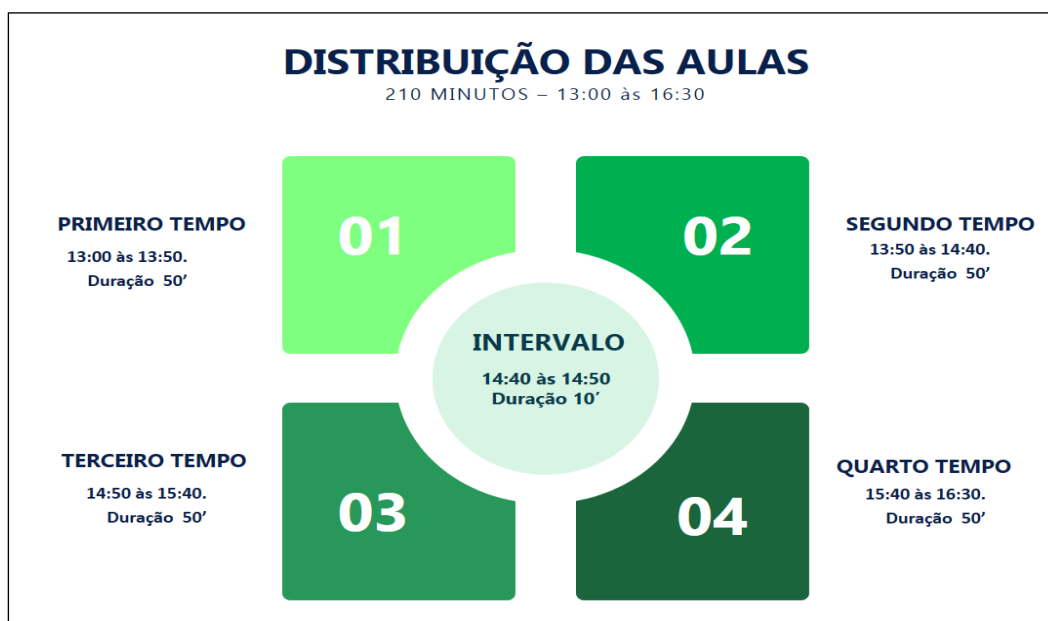 DISTRIBUIÇÃO DAS AULAS
210 MINUTOS – 13:00 às 16:30
PRIMEIRO TEMPO
13:00 às 13:50.
Duração 50’
01
02
SEGUNDO TEMPO
13:50 às 14:40.
Duração 50’
INTERVALO
14:40 às 14:50
Duração 10’
TERCEIRO TEMPO
14:50 às 15:40.
Duração 50’
03
04
QUARTO TEMPO
15:40 às 16:30.
Duração 50’